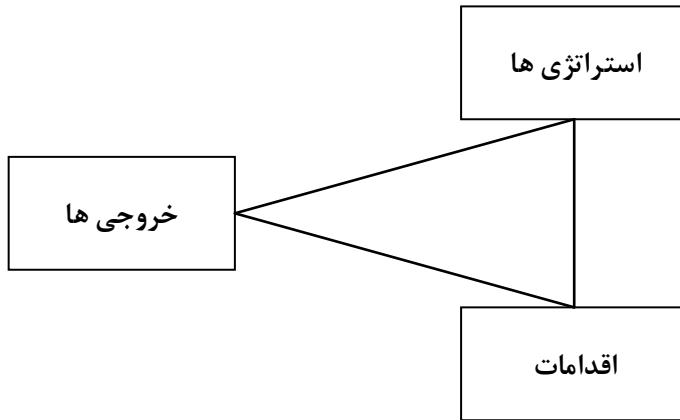 استراتژی ها
خروجی ها
اقدامات